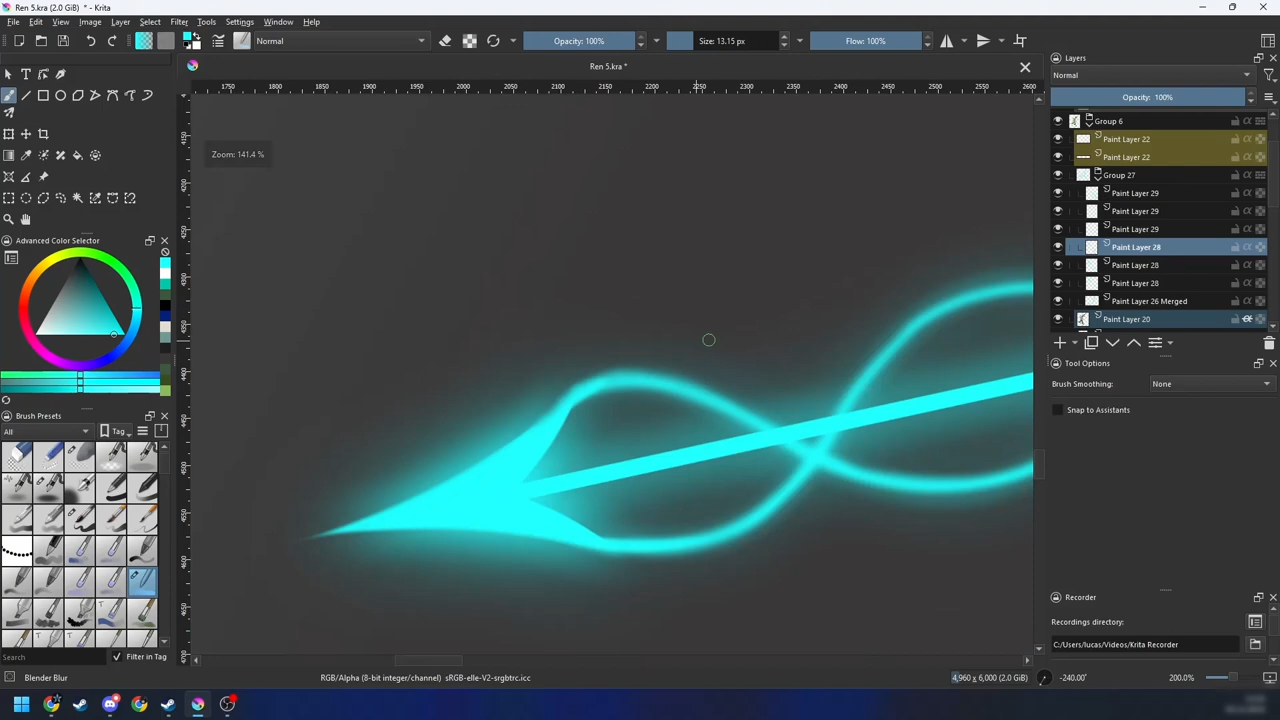 Ren 5.kra (2.0 GiB) * - Krita
File Edit View Image Layer Select Filter Tools Settings Window Help
Normal
Opacity: 100%
Size: 13.15 px
Flow: 100%
Ren 5.kra *
1750 1800 1850 1900 1950 2000 2050 2100 2150 2200 2250 2300 2350 2400 2450 2500 2550 2600
Zoom: 141.4 %
Advanced Color Selector
Brush Presets
All
Tag
Search
Filter in Tag
Layers
Normal
Opacity: 100%
Group 6
Paint Layer 22
Paint Layer 22
Group 27
Paint Layer 29
Paint Layer 29
Paint Layer 29
Paint Layer 28
Paint Layer 28
Paint Layer 28
Paint Layer 26 Merged
Paint Layer 20
Tool Options
Brush Smoothing: None
Snap to Assistants
Recorder
Recordings directory:
C:/Users/lucas/Videos/Krita Recorder
Blender Blur
RGB/Alpha (8-bit integer/channel) sRGB-elle-V2-srgbtrc.icc
4,960 x 6,000 (2.0 GiB)
-240.00°
200.0%